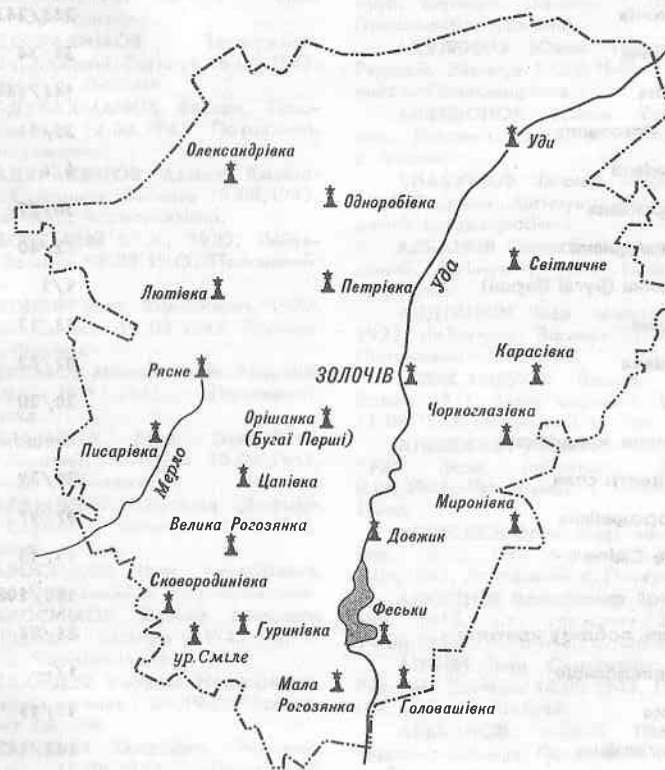 Уди
Олександрівка
Одноробівка
Уда
Світличне
Лютівка
Петрівка
Рясне
ЗОЛОЧІВ
Карасівка
Орішанка
(Бугаї Перші)
Чорноглазівка
Писарівка
Мерло
Цапівка
Велика Рогозянка
Довжик
Миронівка
Сковородинівка
Гуринівка
Феськи
ур. Сміле
Мала
Рогозянка
Головашівка